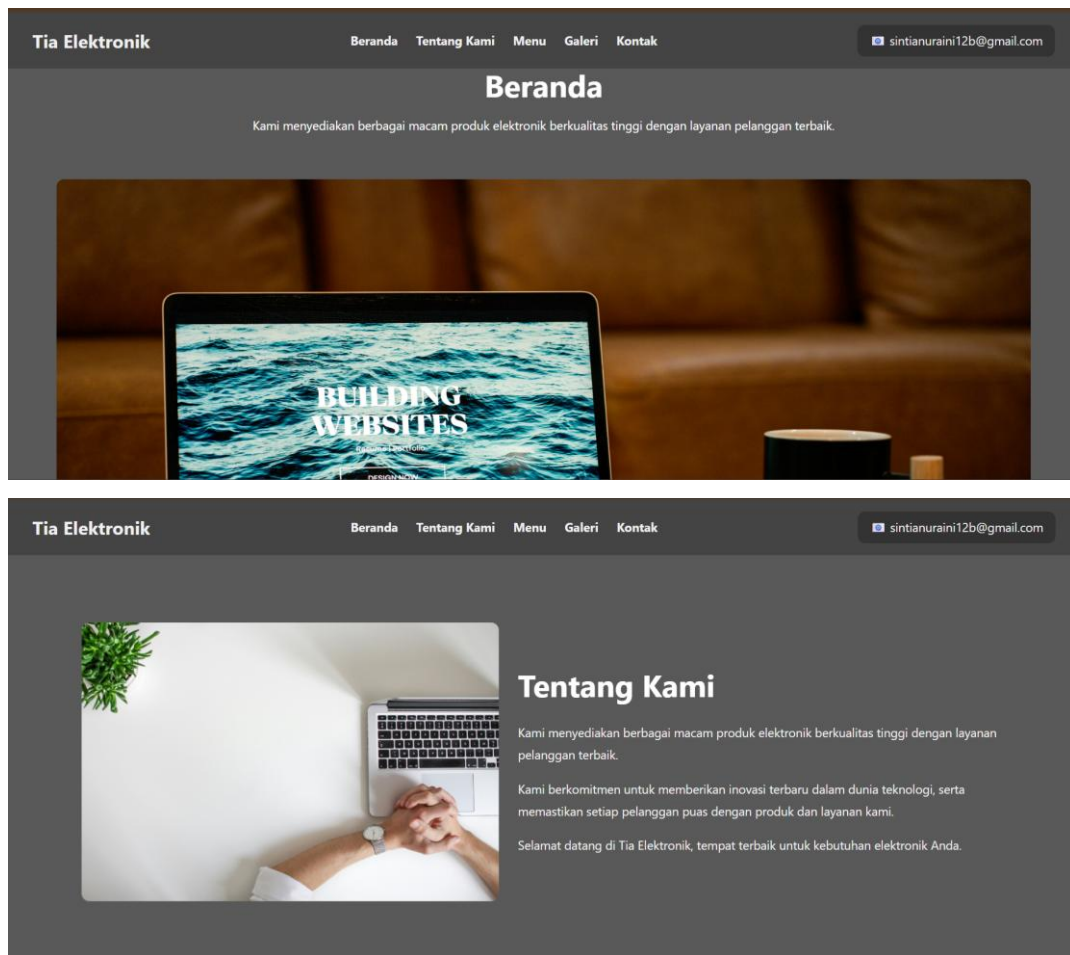 Tia Elektronik
Beranda Tentang Kami Menu Galeri Kontak
sintianuraini12b@gmail.com
Beranda
Kami menyediakan berbagai macam produk elektronik berkualitas tinggi dengan layanan pelanggan terbaik.
BUILDING
WEBSITES
DESIGN NOW
Tia Elektronik
Beranda Tentang Kami Menu Galeri Kontak
sintianuraini12b@gmail.com
Tentang Kami
Kami menyediakan berbagai macam produk elektronik berkualitas tinggi dengan layanan
pelanggan terbaik.
Kami berkomitmen untuk memberikan inovasi terbaru dalam dunia teknologi, serta
memastikan setiap pelanggan puas dengan produk dan layanan kami.
Selamat datang di Tia Elektronik, tempat terbaik untuk kebutuhan elektronik Anda.